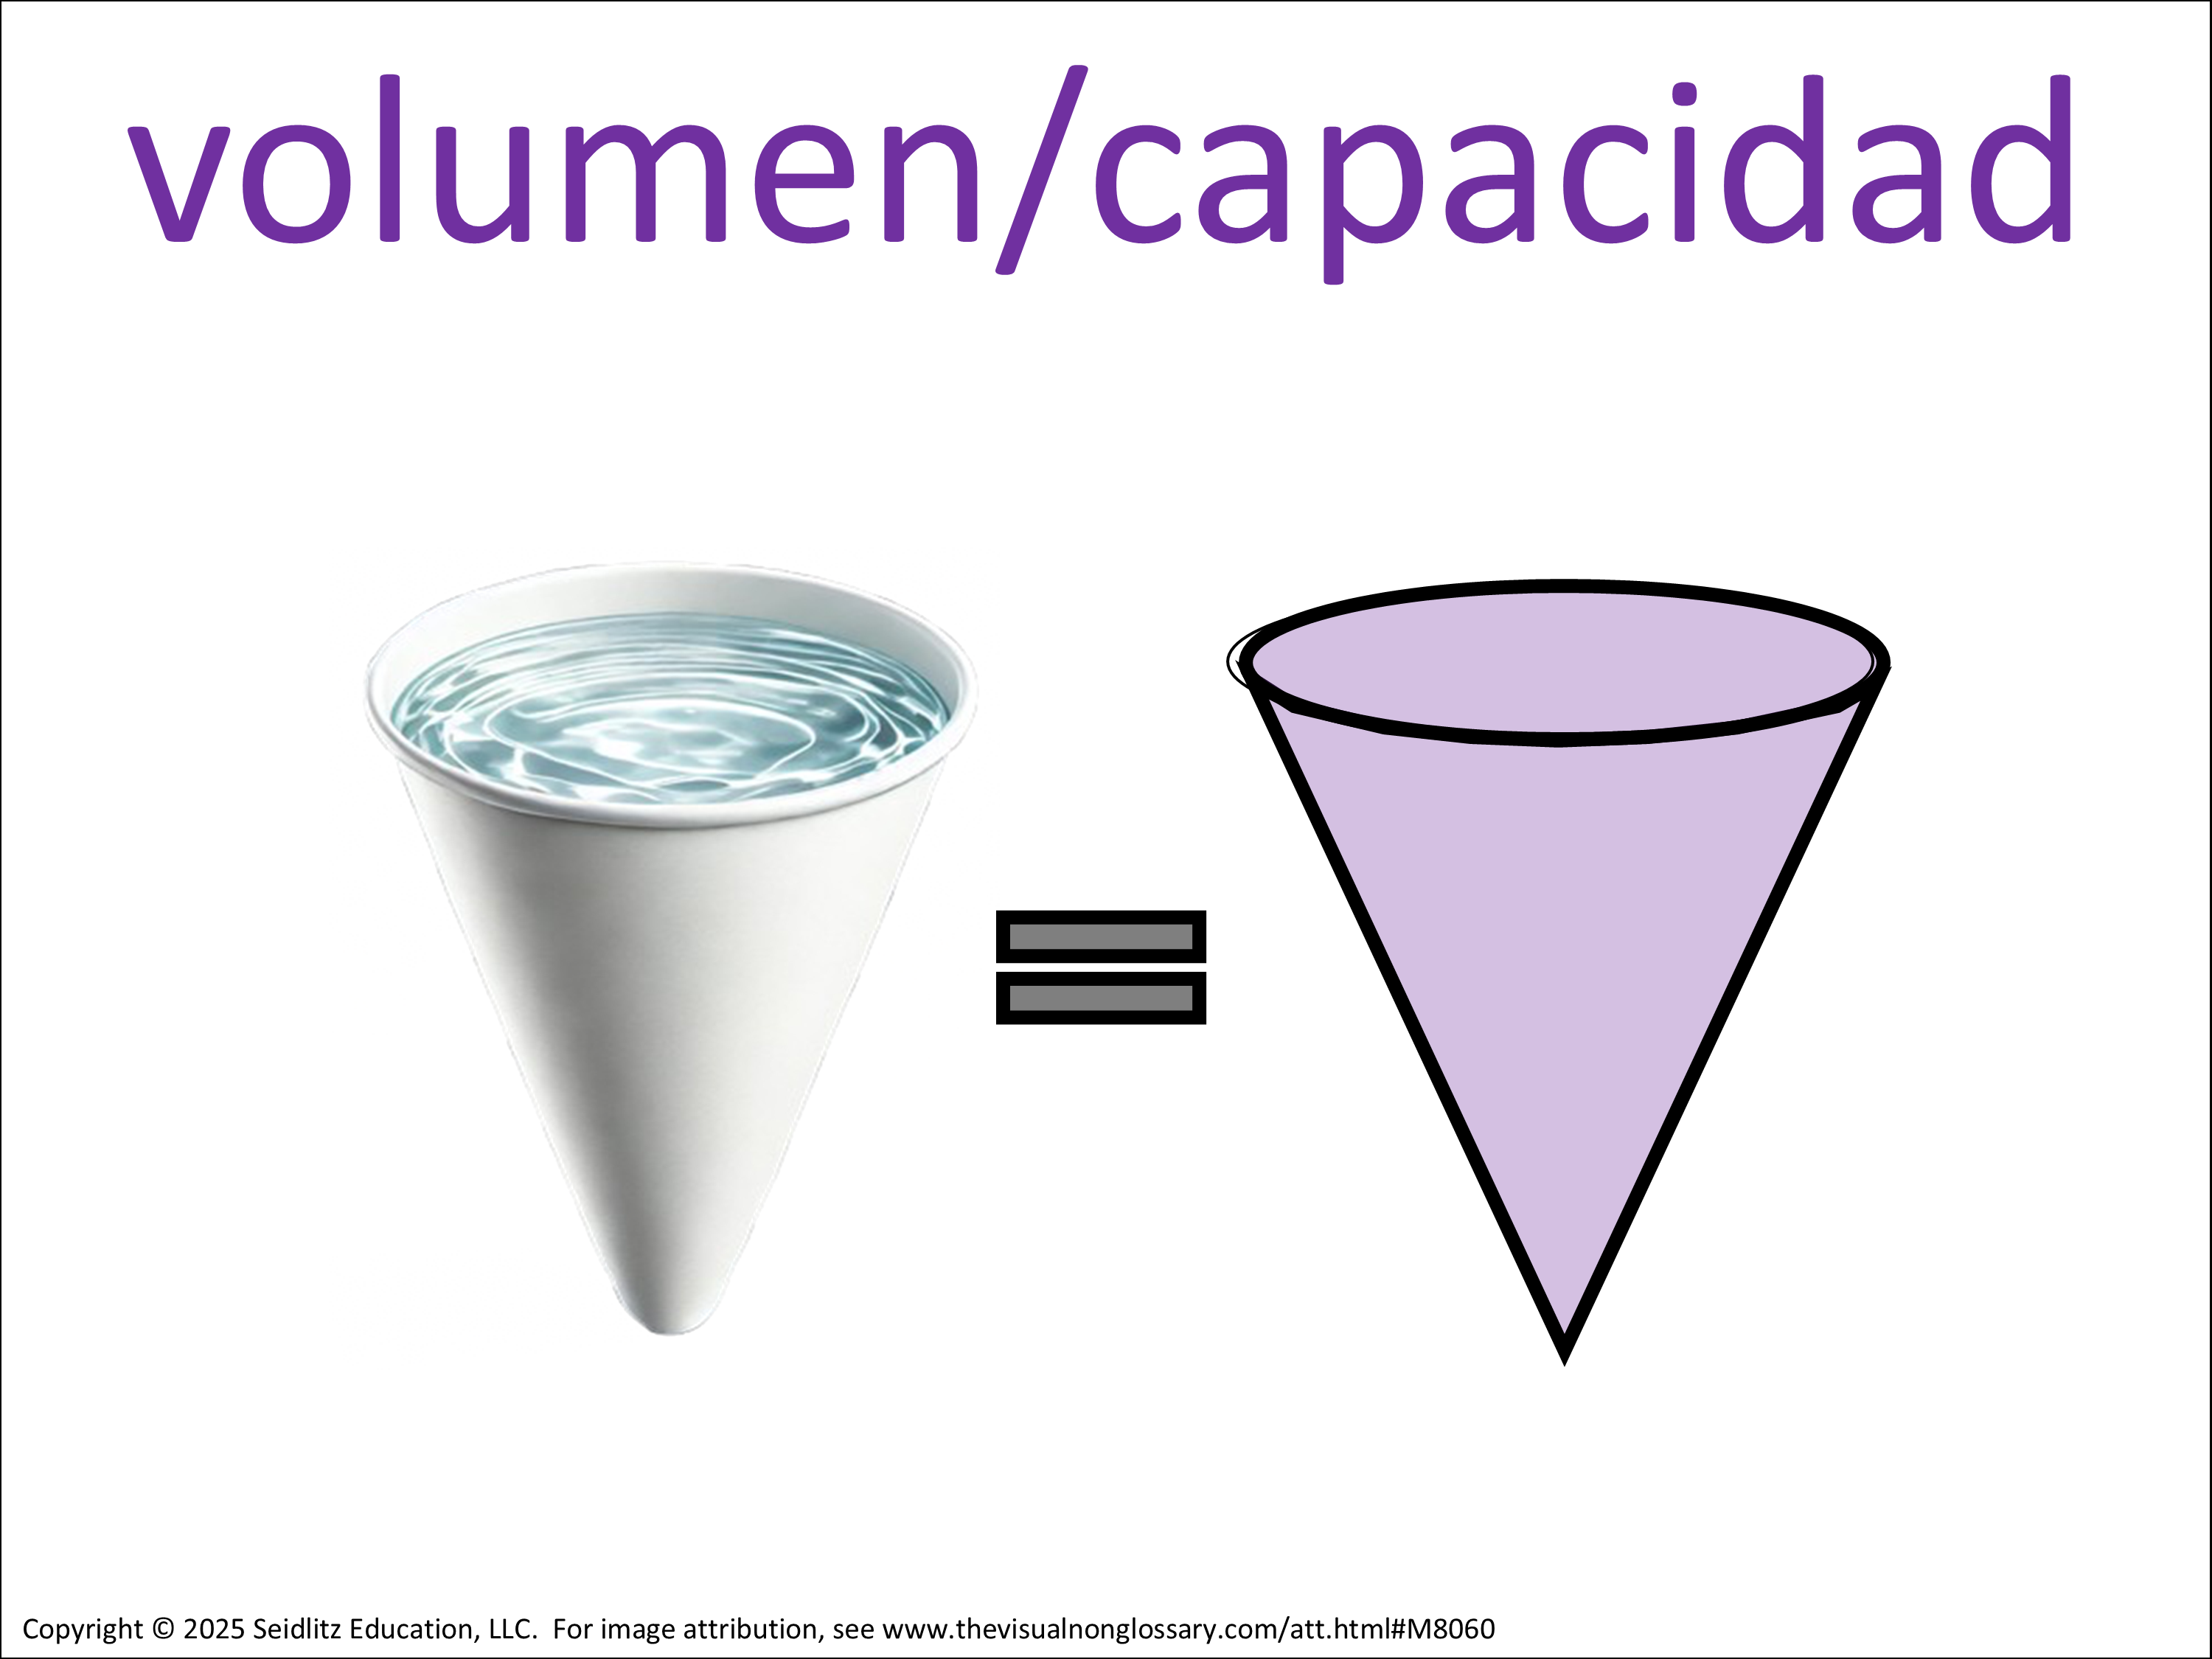 volumen/capacidad
Copyright © 2025 Seidlitz Education, LLC.  For image attribution, see www.thevisualnonglossary.com/att.html#M8060